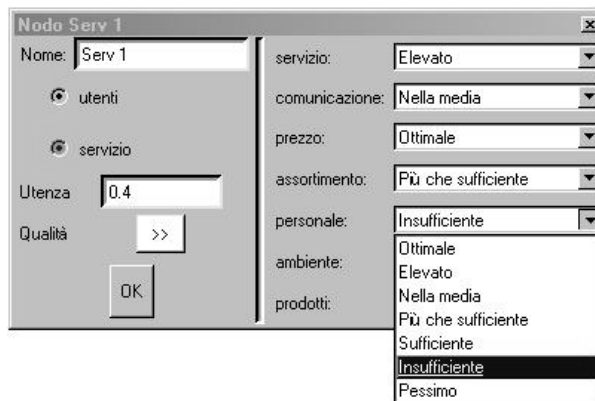 Nodo Serv 1
Nome: Serv 1
utenti
servizio
Utenza 0.4
Qualità >>
OK
servizio: Elevato
comunicazione: Nella media
prezzo: Ottimale
assortimento: Più che sufficiente
personale: Insufficiente
ambiente:
prodotti:
Ottimale
Elevato
Nella media
Più che sufficiente
Sufficiente
Insufficiente
Pessimo